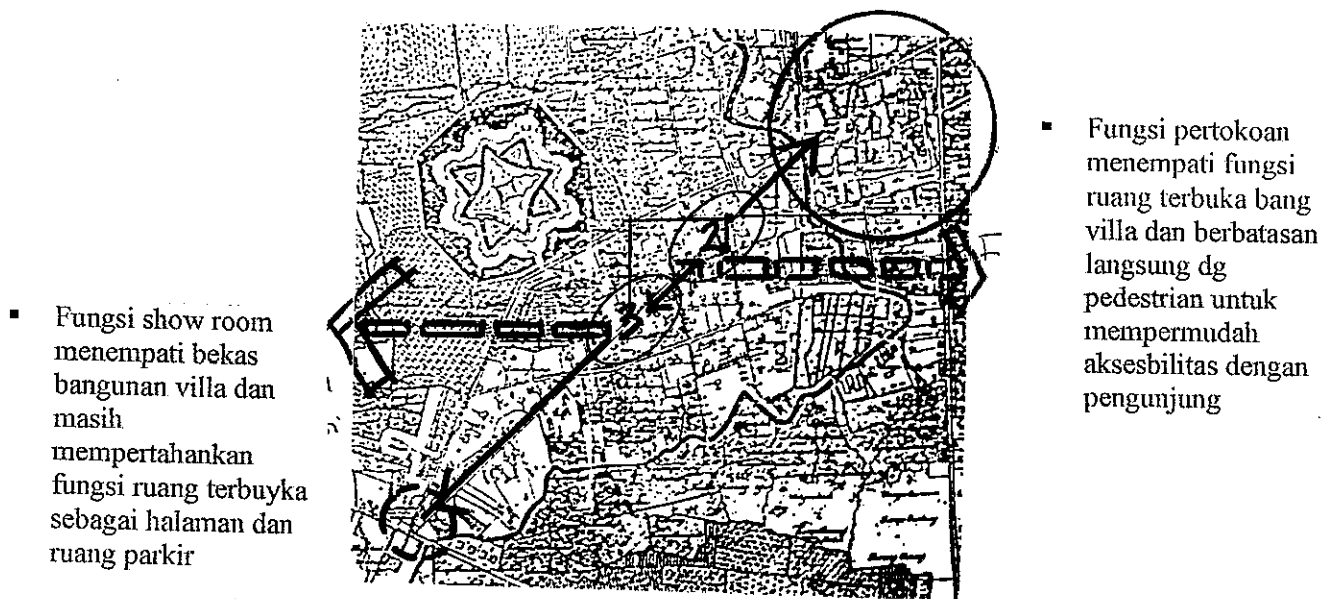 ▪ Fungsi show room
menempati bekas
bangunan villa dan
masih
mempertahankan
fungsi ruang terbuyka
sebagai halaman dan
ruang parkir
2
▪ Fungsi pertokoan
menempati fungsi
ruang terbuka bang
villa dan berbatasan
langsung dg
pedestrian untuk
mempermudah
aksesbilitas dengan
pengunjung